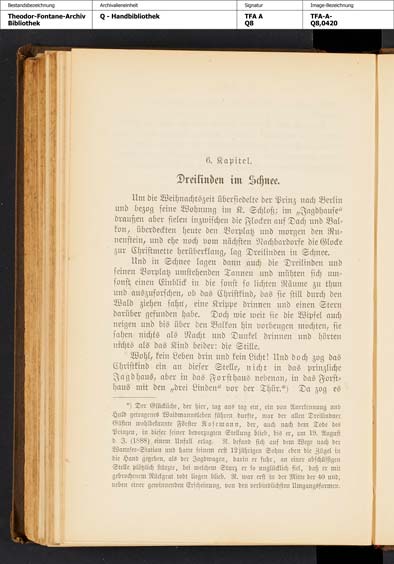 Bestandsbezeichnung
Archivalieneinheit
Signatur
Image-Bezeichnung
Theodor-Fontane-Archiv
Bibliothek
Q - Handbibliothek
TFA A
Q8
TFA-A-
Q8,0420
6. Kapitel.
Dreilinden im Schnee.
Um die Weihnachtszeit übersiedelte der Prinz nach Berlin
und bezog seine Wohnung im K. Schloß; im „Jagdhause“
draußen aber fielen inzwischen die Flocken auf Dach und Bal-
kon, überdeckten heute den Vorplatz und morgen den Ru-
nenstein, und ehe noch vom nächsten Nachbardorfe die Glocke
zur Christmette herüberklang, lag Dreilinden in Schnee.
Und in Schnee lagen dann auch die Dreilinden und
seinen Vorplatz umstehenden Tannen und mühten sich um-
sonst einen Einblick in die sonst so lichten Räume zu thun
und auszuforschen, ob das Christkind, das sie still durch den
Wald ziehen sahn, eine Krippe drinnen und einen Stern
darüber gefunden habe. Doch wie weit sie die Wipfel auch
neigen und bis über den Balkon hin vorbeugen mochten, sie
sahen nichts als Nacht und Dunkel drinnen und hörten
nichts als das Kind beider: die Stille.
Wohl, kein Leben drin und kein Licht! Und doch zog das
Christkind ein an dieser Stelle, nicht in das prinzliche
Jagdhaus, aber in das Forsthaus nebenan, in das Forst-
haus mit den „drei Linden“ vor der Thür.*) Da zog es
*) Der Glückliche, der hier, tag aus tag ein, ein von Anerkennung und
Huld getragenes Waidmannsleben führen durfte, war der allen Dreilindner
Gästen wohlbekannte Förster Rosemann, der, auch nach dem Tode des
Prinzen, in dieser seiner bevorzugten Stellung blieb, bis er, am 19. August
d. J. (1888) einem Unfall erlag. R. befand sich auf dem Wege nach der
Wannsee-Station und hatte seinem erst 12jährigen Sohne eben die Zügel in
die Hand gegeben, als der Jagdwagen, darin er fuhr, an einer abschüssigen
Stelle plötzlich stürzte, bei welchem Sturz er so unglücklich fiel, daß er mit
gebrochenem Rückgrat todt liegen blieb. R. war erst in der Mitte der 40 und,
neben einer gewinnenden Erscheinung, von den verbindlichsten Umgangsformen.